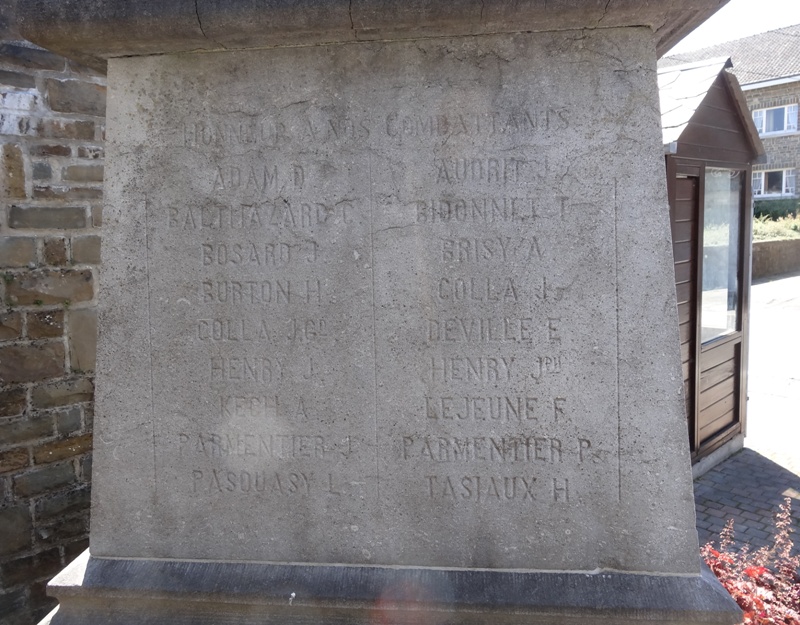 HONNEUR A NOS COMBATTANTS
ADAM D
BALTHAZARD C
BOSARD J
BURTON H
COLLA J.GD
HENRY J
KECH A
PARMENTIER J
PASQUASY L
AUDRIT J
BIDONNET T
BRISY A
COLLA J
DEVILLE E
HENRY JPH
LEJEUNE F
PARMENTIER P
TASIAUX H